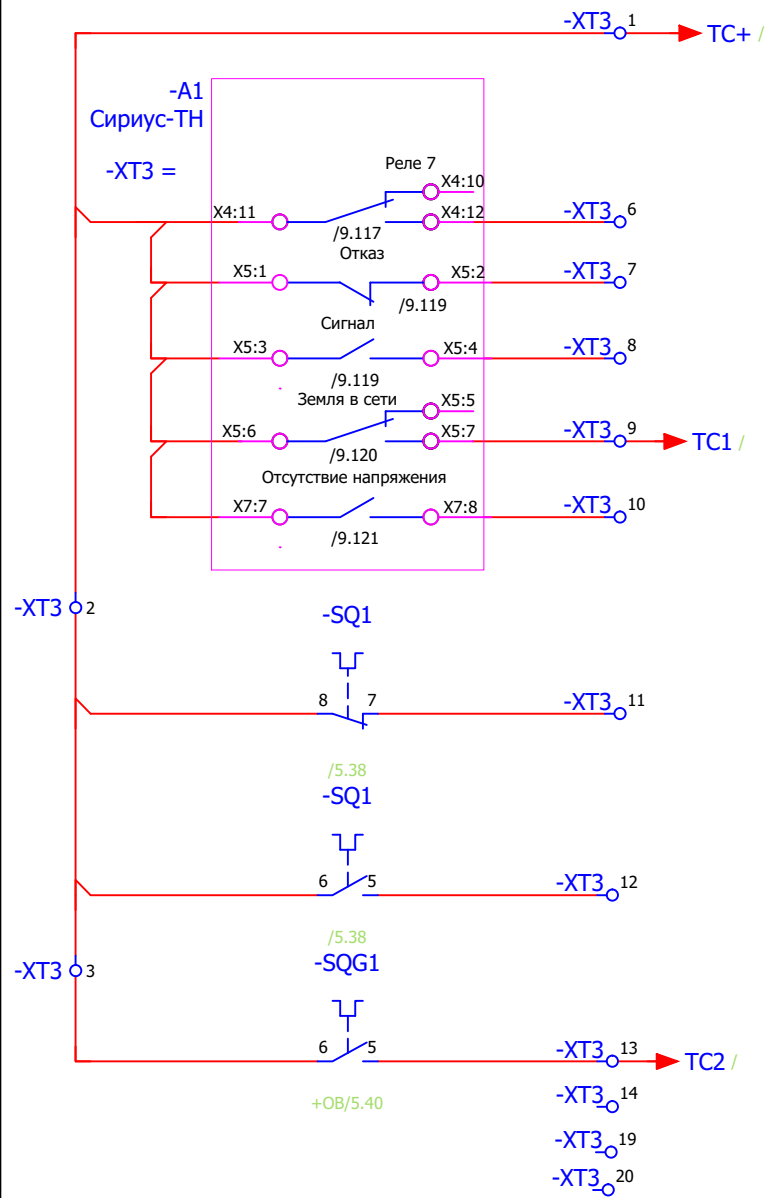 -XT3 1
TC+ /
-A1
Сириус-ТН
-XT3 =
Реле 7
X4:10
X4:11
X4:12
-XT3 6
/9.117
Отказ
X5:1
X5:2
-XT3 7
/9.119
Сигнал
X5:3
X5:4
-XT3 8
/9.119
Земля в сети
X5:5
X5:6
X5:7
-XT3 9
TC1 /
/9.120
Отсутствие напряжения
X7:7
X7:8
-XT3 10
/9.121
-XT3 2
-SQ1
8 7
-XT3 11
/5.38
-SQ1
6 5
-XT3 12
/5.38
-XT3 3
-SQG1
6 5
-XT3 13
TC2 /
+ОВ/5.40
-XT3 14
-XT3 19
-XT3 20